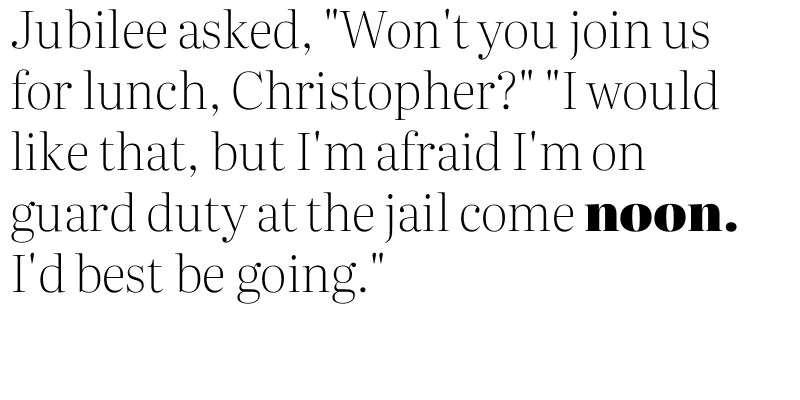 Jubilee asked, "Won't you join us
for lunch, Christopher?" "I would
like that, but I'm afraid I'm on
guard duty at the jail come noon.
I'd best be going."